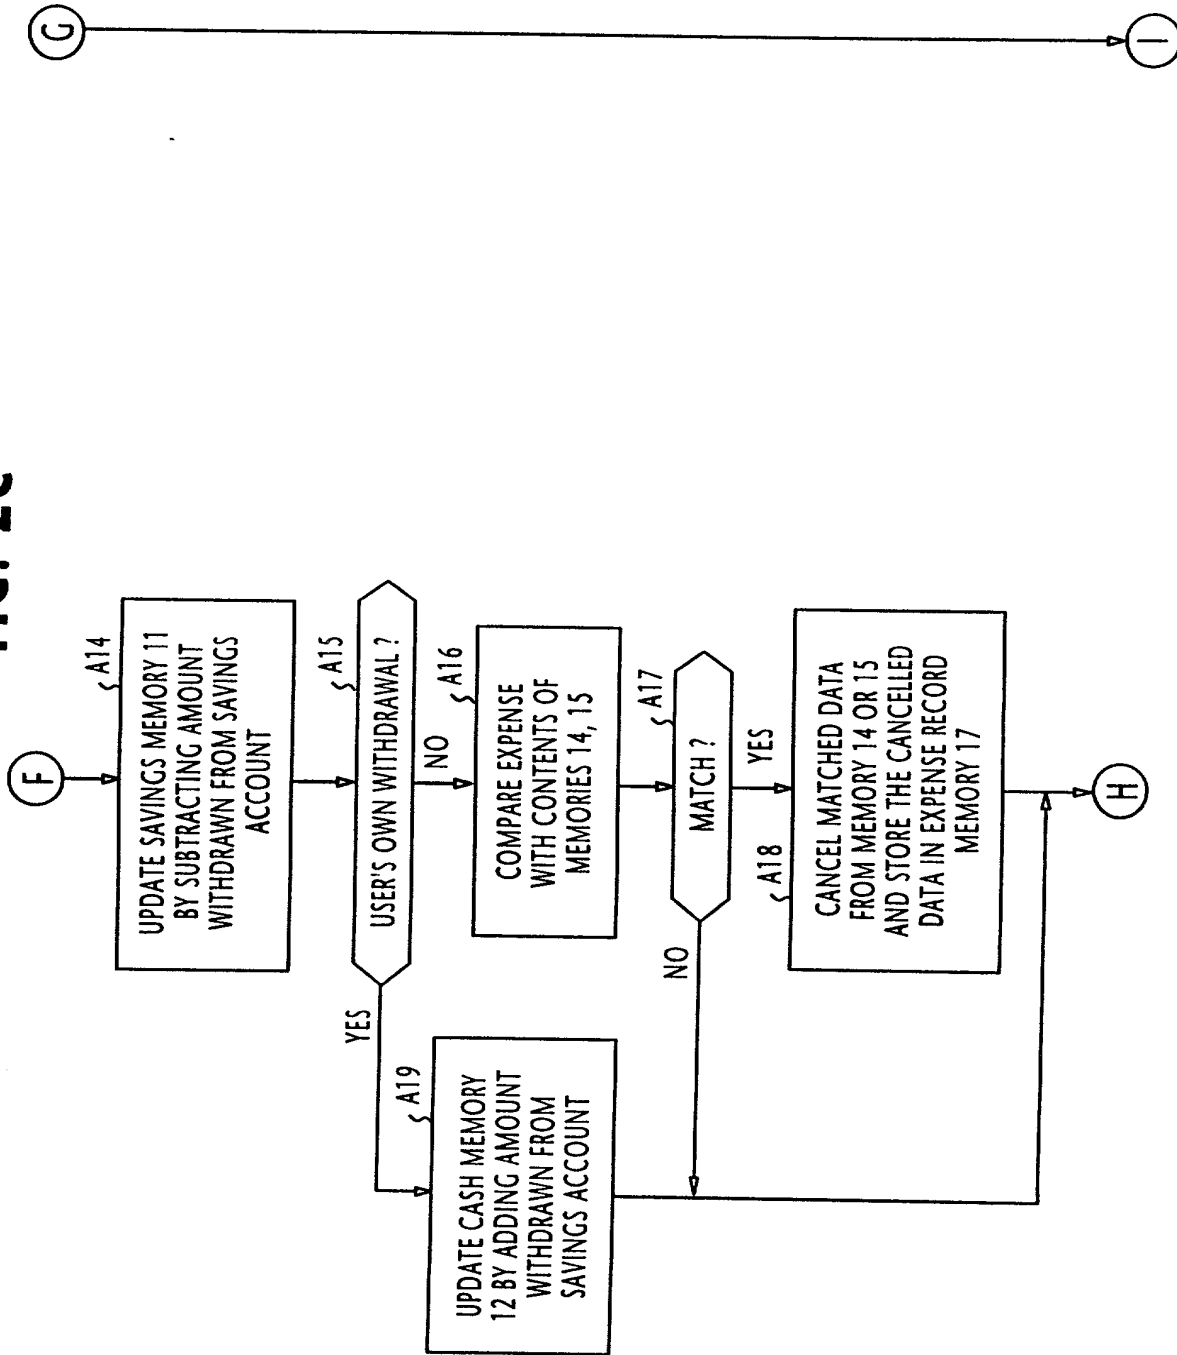 G
F
A14
UPDATE SAVINGS MEMORY 11
BY SUBTRACTING AMOUNT
WITHDRAWN FROM SAVINGS
ACCOUNT
A15
USER'S OWN WITHDRAWAL?
YES
NO
A16
COMPARE EXPENSE
WITH CONTENTS OF
MEMORIES 14, 15
A19
UPDATE CASH MEMORY
12 BY ADDING AMOUNT
WITHDRAWN FROM
SAVINGS ACCOUNT
A17
MATCH ?
NO
YES
A18
CANCEL MATCHED DATA
FROM MEMORY 14 OR 15
AND STORE THE CANCELLED
DATA IN EXPENSE RECORD
MEMORY 17
H
I